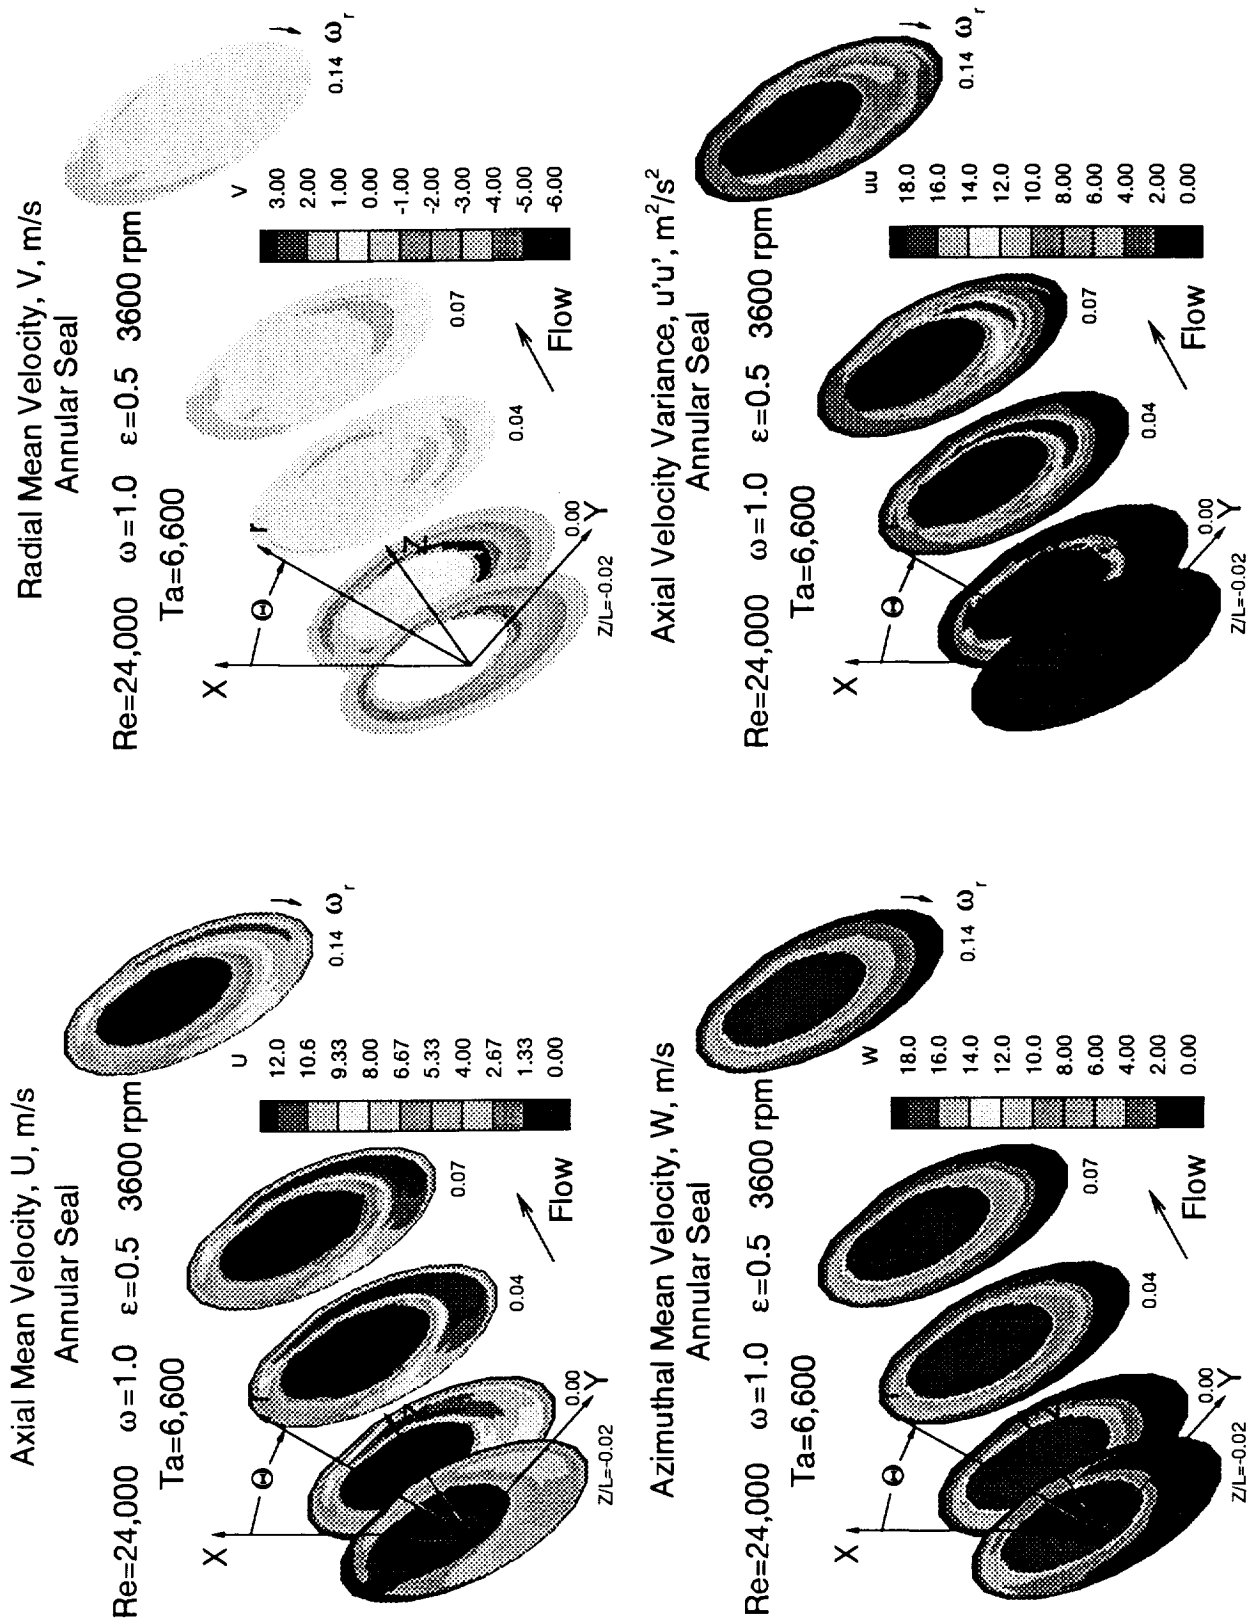 Axial Mean Velocity, U, m/s
Annular Seal
Re=24,000 ω=1.0 ε=0.5 3600 rpm
Ta=6,600
X
Θ
r
Z
Y
Z/L=-0.02
0.00
0.04
0.07
0.14
ω r
Flow
U
12.0
10.6
9.33
8.00
6.67
5.33
4.00
2.67
1.33
0.00
Radial Mean Velocity, V, m/s
Annular Seal
Re=24,000 ω=1.0 ε=0.5 3600 rpm
Ta=6,600
X
Θ
r
Z
Y
Z/L=-0.02
0.00
0.04
0.07
0.14
ω r
Flow
V
3.00
2.00
1.00
0.00
-1.00
-2.00
-3.00
-4.00
-5.00
-6.00
Azimuthal Mean Velocity, W, m/s
Annular Seal
Re=24,000 ω=1.0 ε=0.5 3600 rpm
Ta=6,600
X
Θ
r
Z
Y
Z/L=-0.02
0.00
0.04
0.07
0.14
ω r
Flow
W
18.0
16.0
14.0
12.0
10.0
8.00
6.00
4.00
2.00
0.00
Axial Velocity Variance, u'u', m²/s²
Annular Seal
Re=24,000 ω=1.0 ε=0.5 3600 rpm
Ta=6,600
X
Θ
Y
Z/L=-0.02
0.00
0.04
0.07
0.14
ω r
Flow
uu
18.0
16.0
14.0
12.0
10.0
8.00
6.00
4.00
2.00
0.00